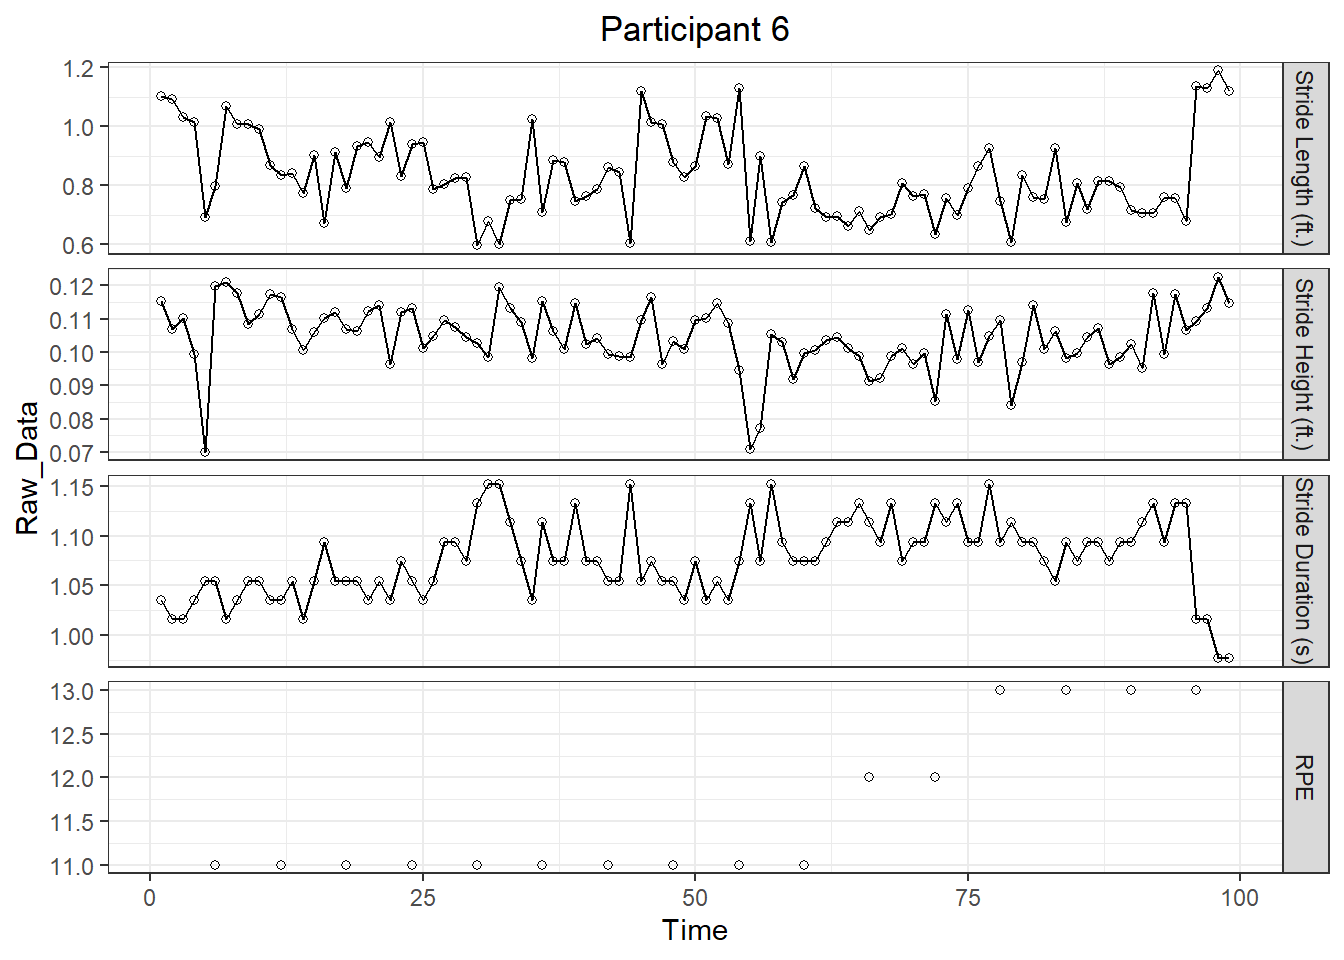 Participant 6
1.2
1.0
0.8
0.6
Stride Length (ft.)
0.12
0.11
0.10
0.09
0.08
0.07
Stride Height (ft.)
Raw_Data
1.15
1.10
1.05
1.00
Stride Duration (s)
13.0
12.5
12.0
11.5
11.0
RPE
0 25 50 75 100
Time